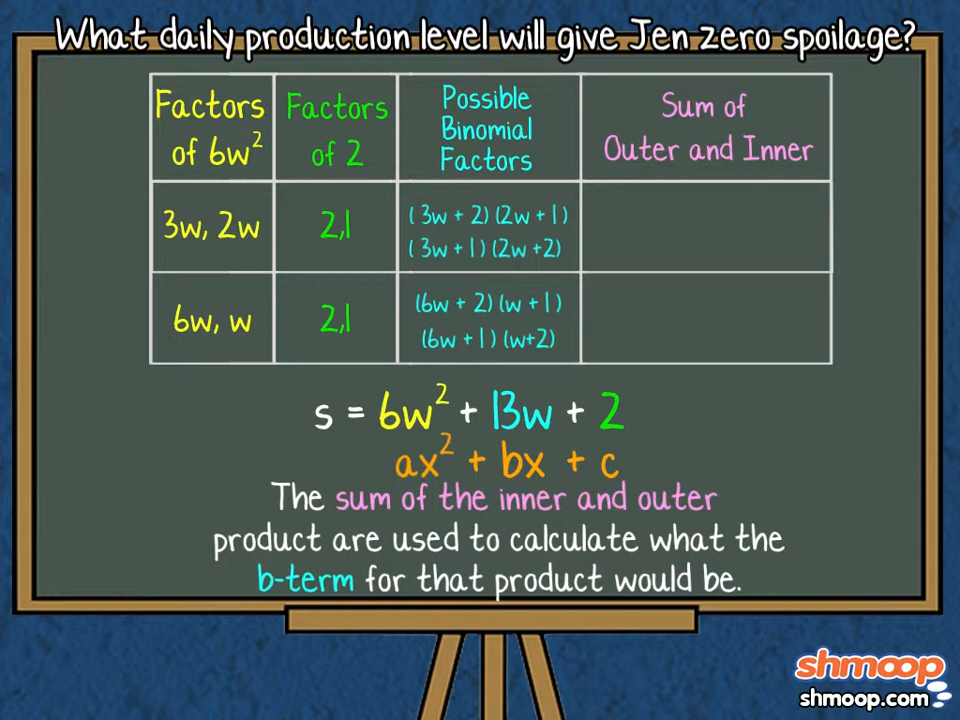 What daily production level will give Jen zero spoilage?
Factors of 6w²
Factors of 2
Possible Binomial Factors
Sum of Outer and Inner
3w, 2w
2,1
(3w + 2)(2w + 1)
(3w + 1)(2w +2)
6w, w
2,1
(6w + 2)(w + 1)
(6w + 1)(w+2)
s = 6w² + 13w + 2
ax² + bx + c
The sum of the inner and outer
product are used to calculate what the
b-term for that product would be.
shmoop
shmoop.com